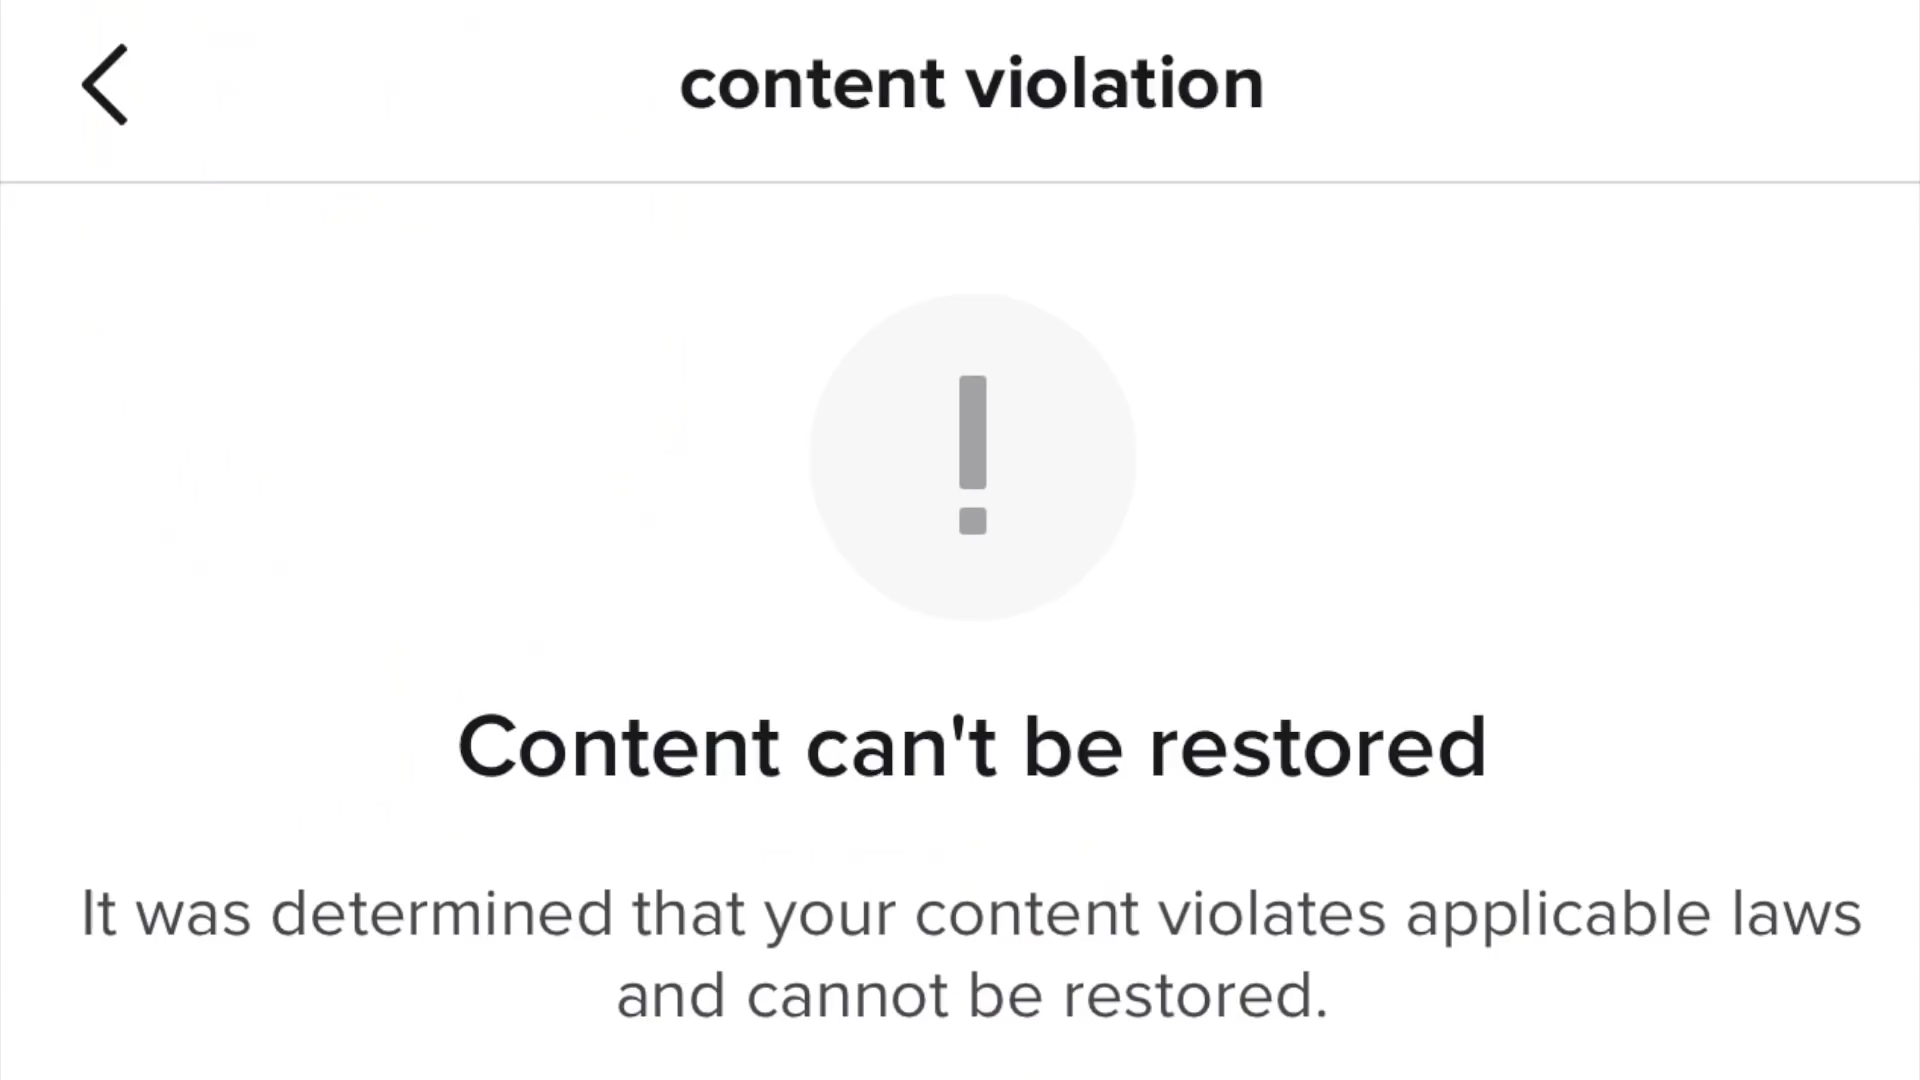 content violation
Content can't be restored
It was determined that your content violates applicable laws
and cannot be restored.